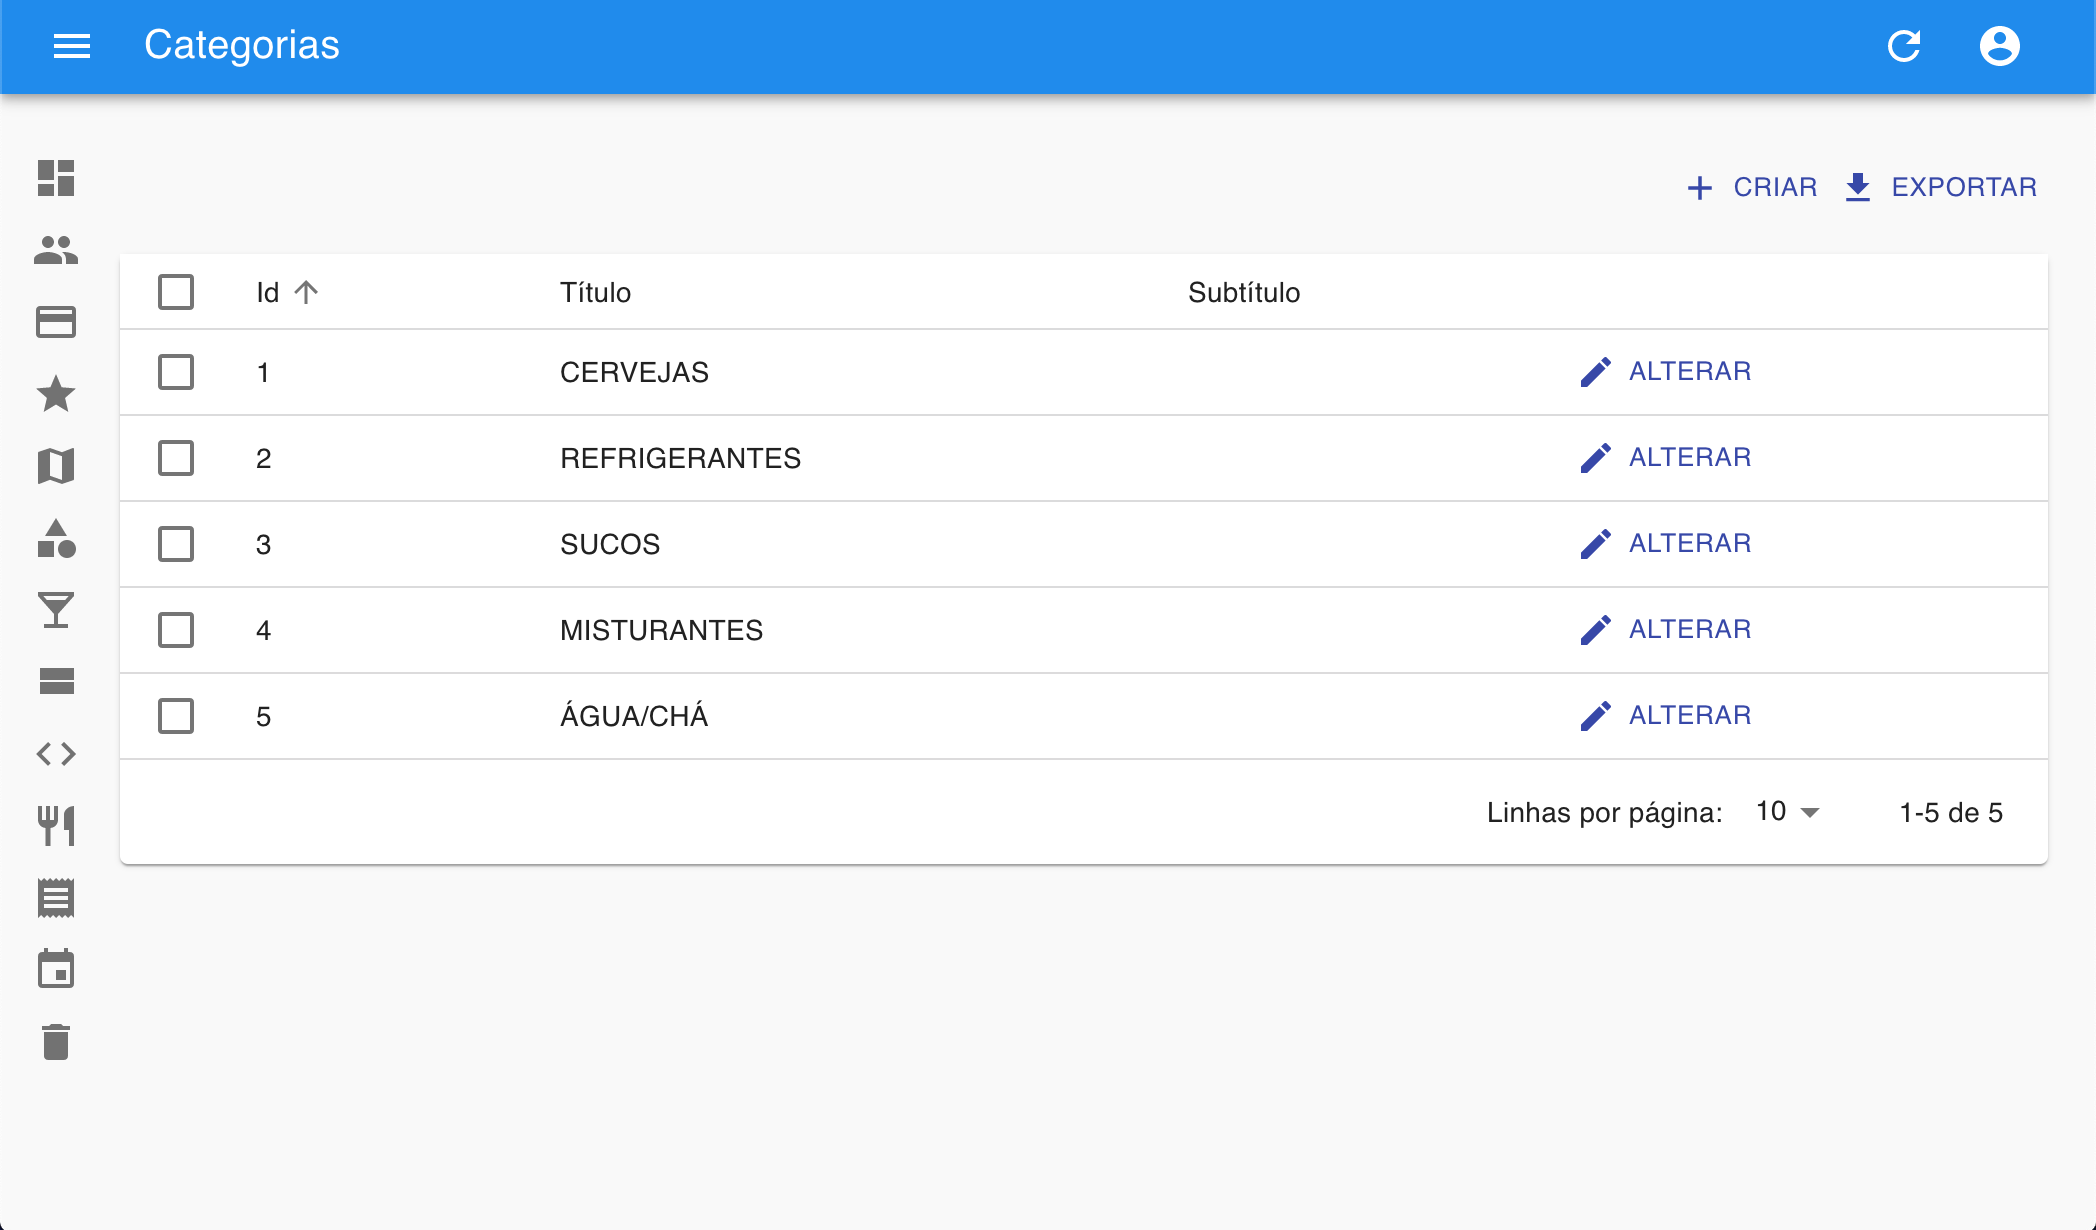 Categorias
CRIAR EXPORTAR
Id Título Subtítulo
1 CERVEJAS ALTERAR
2 REFRIGERANTES ALTERAR
3 SUCOS ALTERAR
4 MISTURANTES ALTERAR
5 ÁGUA/CHÁ ALTERAR
Linhas por página: 10 1-5 de 5